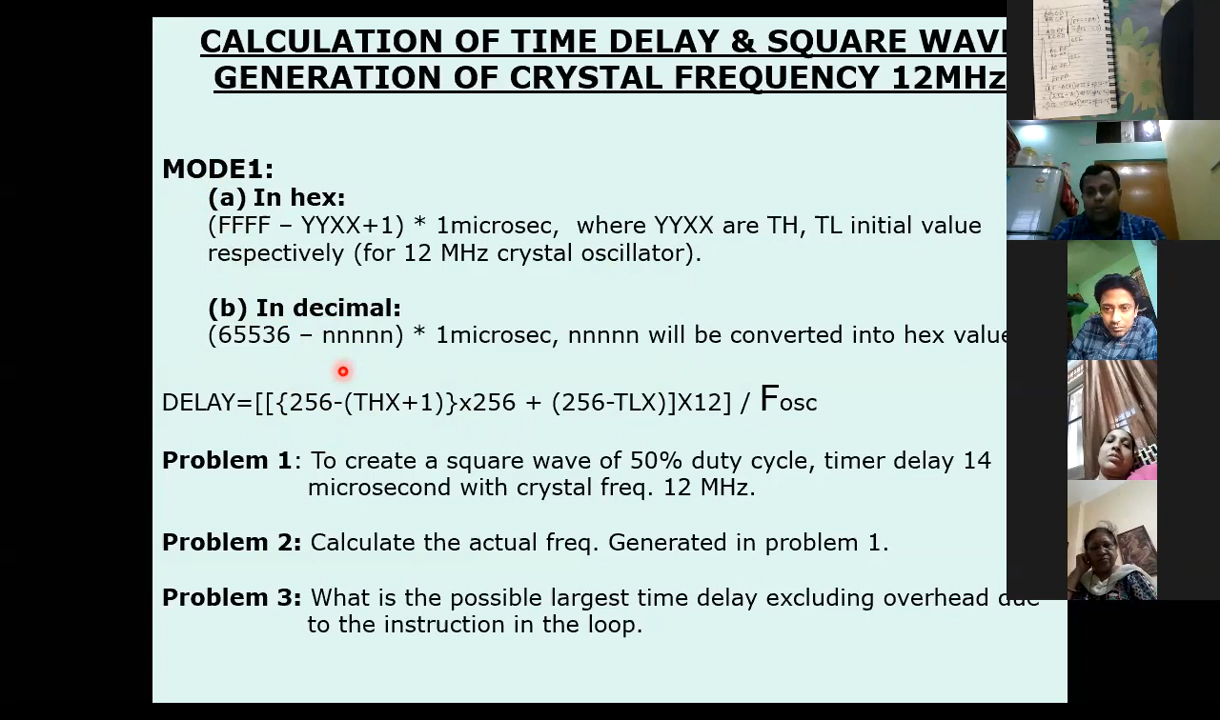 CALCULATION OF TIME DELAY & SQUARE WAVE
GENERATION OF CRYSTAL FREQUENCY 12MHz
MODE1:
(a) In hex:
(FFFF – YYXX+1) * 1microsec, where YYXX are TH, TL initial value
respectively (for 12 MHz crystal oscillator).
(b) In decimal:
(65536 – nnnnn) * 1microsec, nnnnn will be converted into hex value
DELAY=[[{256-(THX+1)}x256 + (256-TLX)]X12] / Fosc
Problem 1: To create a square wave of 50% duty cycle, timer delay 14
microsecond with crystal freq. 12 MHz.
Problem 2: Calculate the actual freq. Generated in problem 1.
Problem 3: What is the possible largest time delay excluding overhead due
to the instruction in the loop.